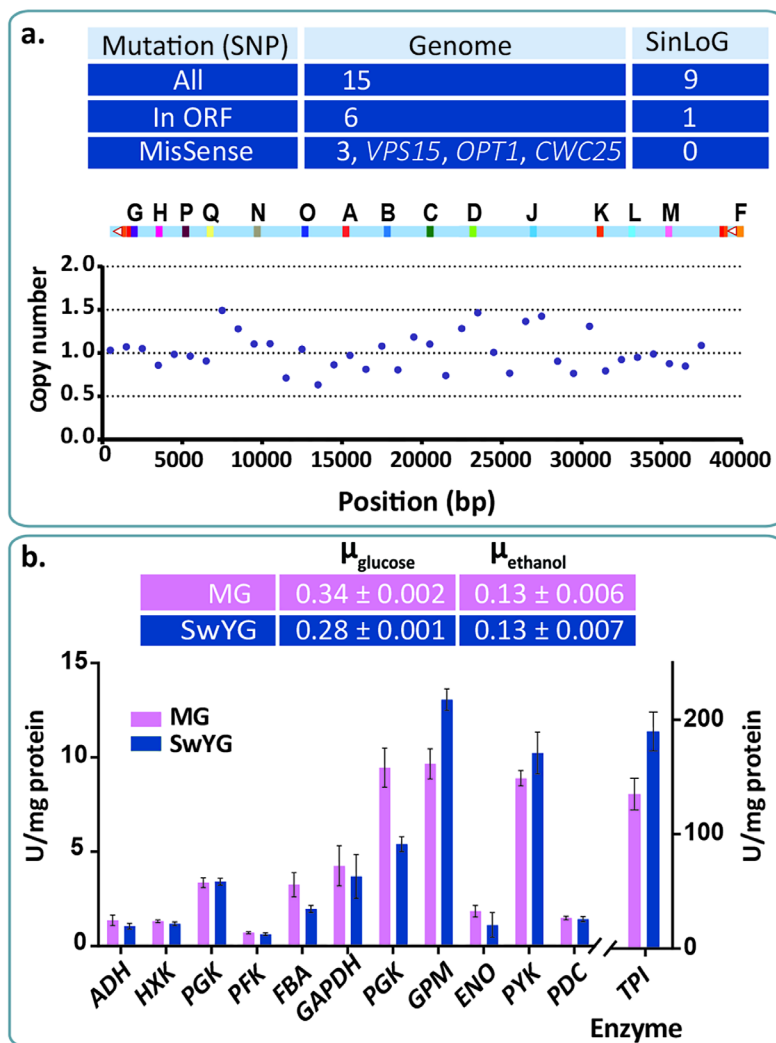 a.
Mutation (SNP) Genome SinLoG
All 15 9
In ORF 6 1
MisSense 3, VPS15, OPT1, CWC25 0
G H P Q N O A B C D J K L M F
2.0
1.5
1.0
0.5
0.0
Copy number
0 5000 10000 15000 20000 25000 30000 35000 40000
Position (bp)
b.
μglucose μethanol
MG 0.34 ± 0.002 0.13 ± 0.006
SwYG 0.28 ± 0.001 0.13 ± 0.007
15
10
5
0
U/mg protein
MG
SwYG
200
100
0
U/mg protein
ADH HXK PGK PFK FBA GAPDH PGK GPM ENO PYK PDC TPI
Enzyme